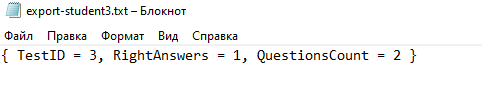 export-student3.txt – Блокнот
Файл Правка Формат Вид Справка
{ TestID = 3, RightAnswers = 1, QuestionsCount = 2 }